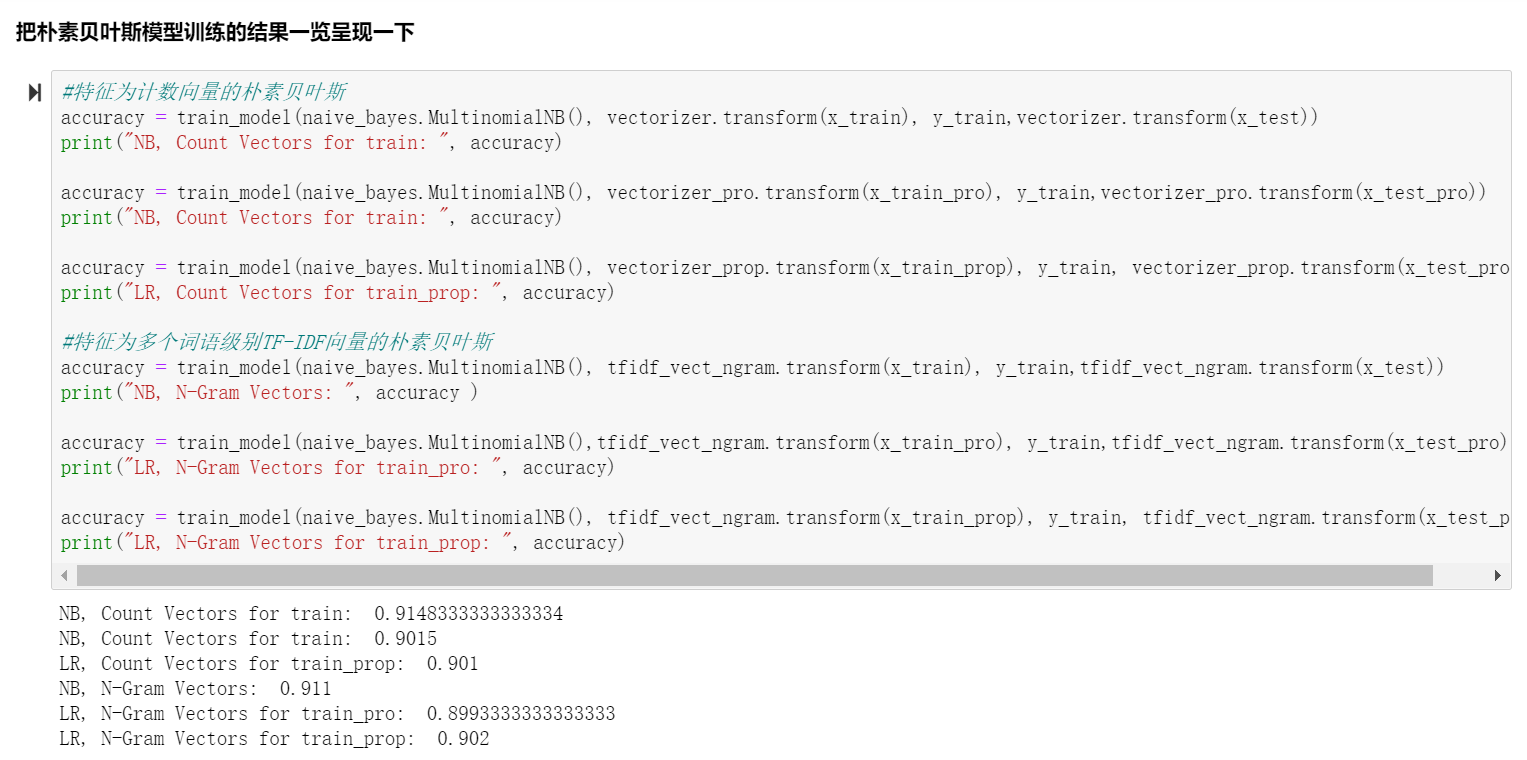 把朴素贝叶斯模型训练的结果一览呈现一下
#特征为计数向量的朴素贝叶斯
accuracy = train_model(naive_bayes.MultinomialNB(), vectorizer.transform(x_train), y_train,vectorizer.transform(x_test))
print("NB, Count Vectors for train: ", accuracy)
accuracy = train_model(naive_bayes.MultinomialNB(), vectorizer_pro.transform(x_train_pro), y_train,vectorizer_pro.transform(x_test_pro))
print("NB, Count Vectors for train: ", accuracy)
accuracy = train_model(naive_bayes.MultinomialNB(), vectorizer_prop.transform(x_train_prop), y_train, vectorizer_prop.transform(x_test_pro
print("LR, Count Vectors for train_prop: ", accuracy)
#特征为多个词语级别TF-IDF向量的朴素贝叶斯
accuracy = train_model(naive_bayes.MultinomialNB(), tfidf_vect_ngram.transform(x_train), y_train,tfidf_vect_ngram.transform(x_test))
print("NB, N-Gram Vectors: ", accuracy )
accuracy = train_model(naive_bayes.MultinomialNB(),tfidf_vect_ngram.transform(x_train_pro), y_train,tfidf_vect_ngram.transform(x_test_pro)
print("LR, N-Gram Vectors for train_pro: ", accuracy)
accuracy = train_model(naive_bayes.MultinomialNB(), tfidf_vect_ngram.transform(x_train_prop), y_train, tfidf_vect_ngram.transform(x_test_p
print("LR, N-Gram Vectors for train_prop: ", accuracy)
NB, Count Vectors for train:  0.9148333333333334
NB, Count Vectors for train:  0.9015
LR, Count Vectors for train_prop:  0.901
NB, N-Gram Vectors:  0.911
LR, N-Gram Vectors for train_pro:  0.8993333333333333
LR, N-Gram Vectors for train_prop:  0.902